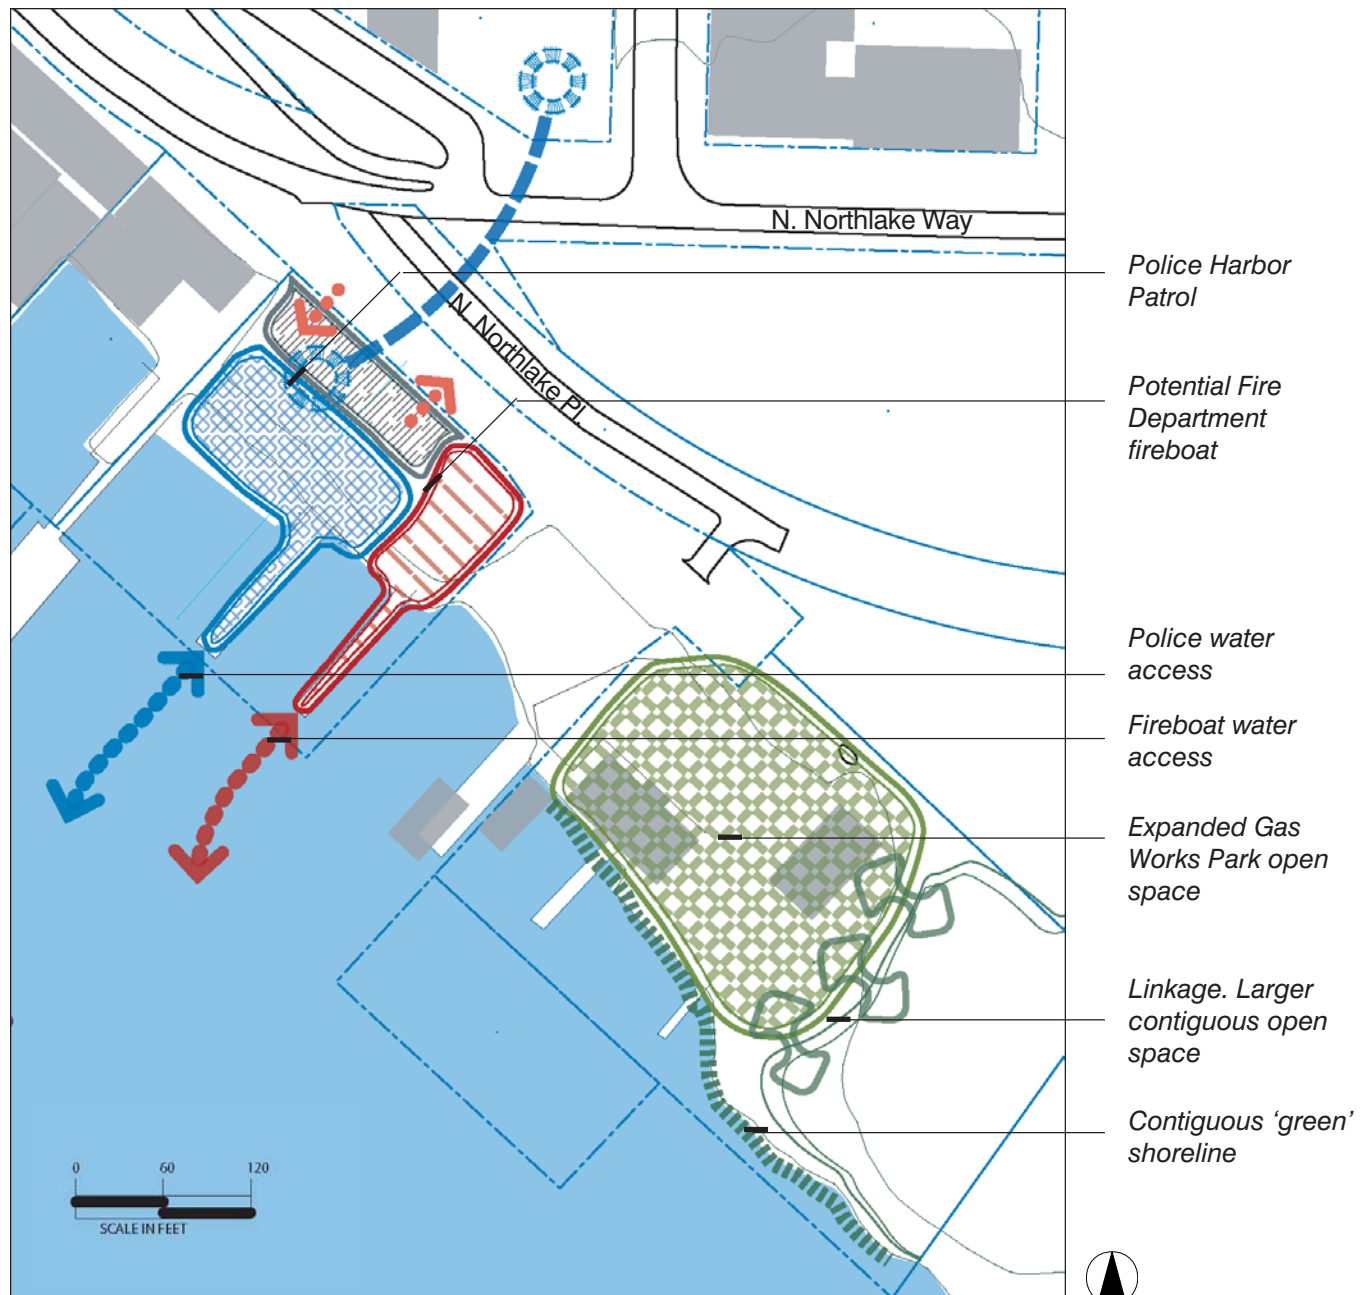 N. Northlake Way
Police Harbor
Patrol
N. Northlake Pl.
Potential Fire
Department
fireboat
Police water
access
Fireboat water
access
Expanded Gas
Works Park open
space
Linkage. Larger
contiguous open
space
Contiguous ‘green’
shoreline
0 60 120
SCALE IN FEET